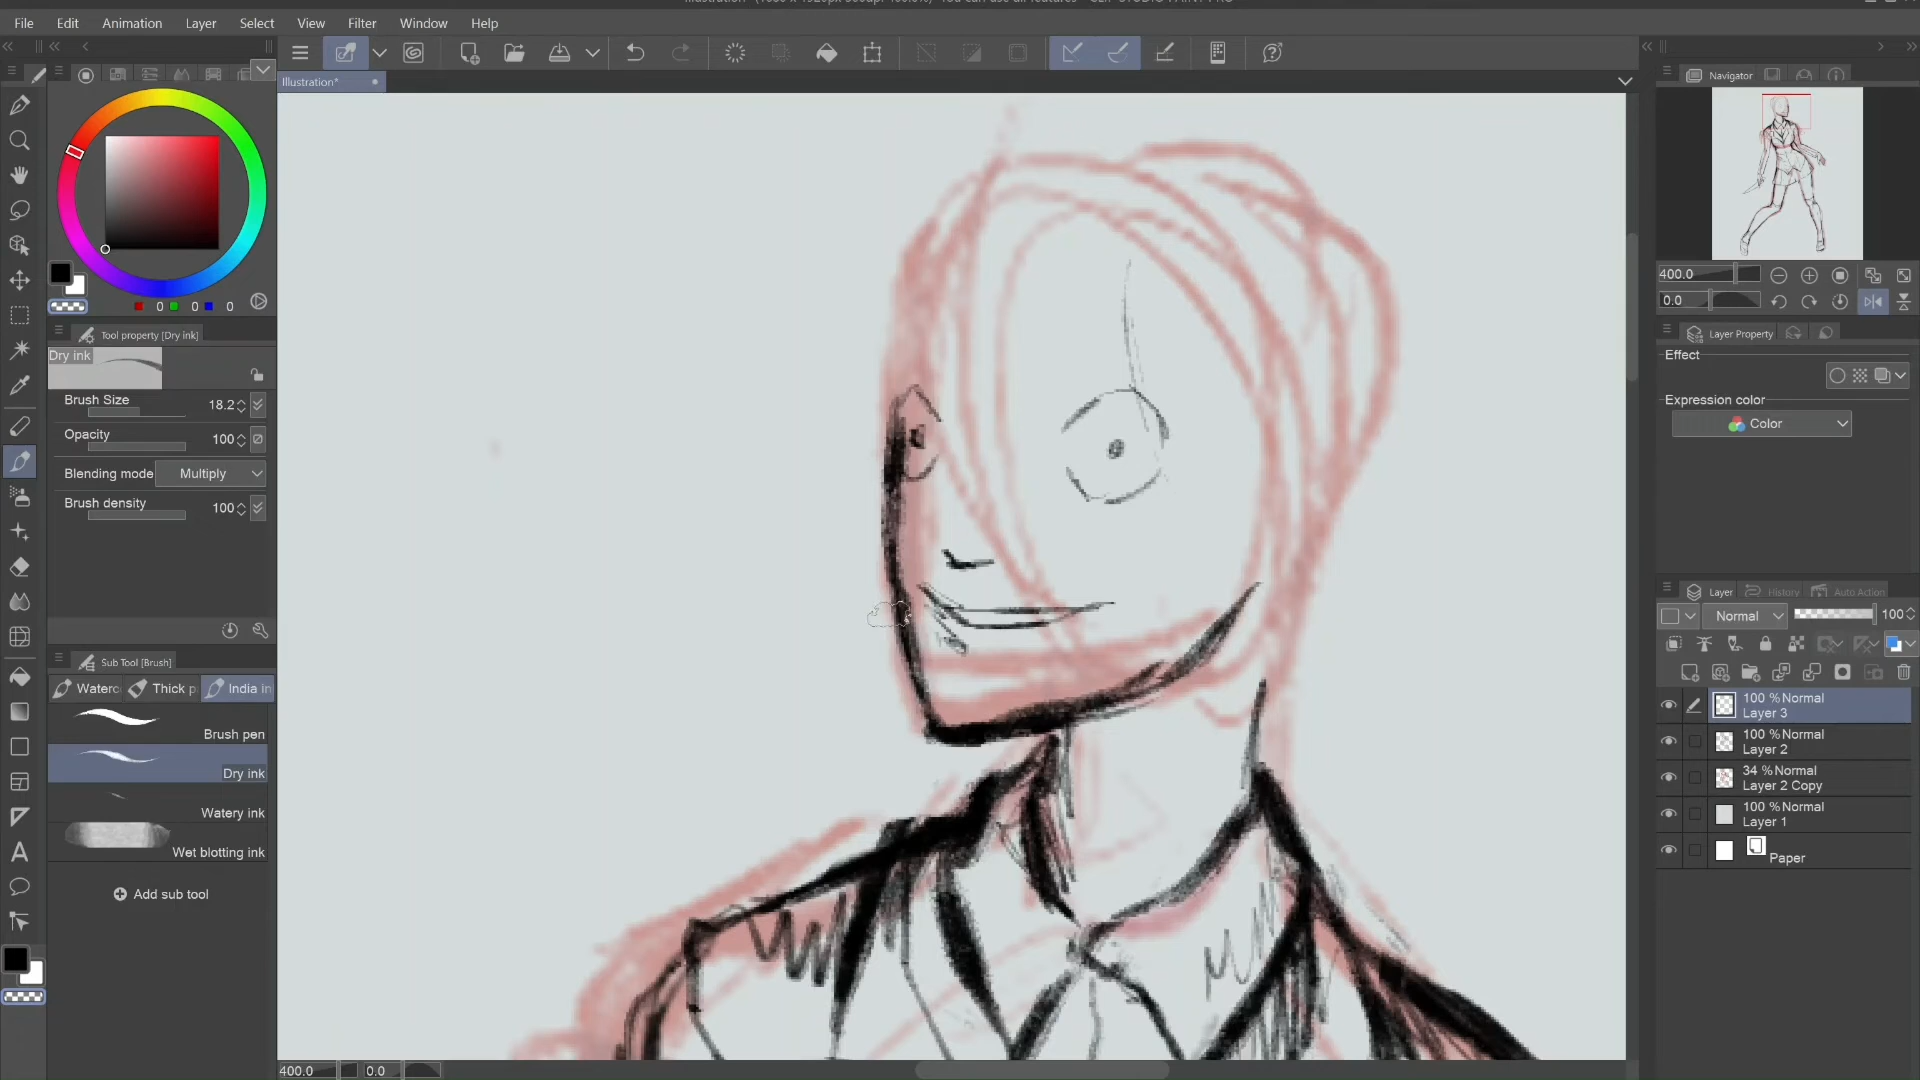 File Edit Animation Layer Select View Filter Window Help
Illustration*
Navigator
400.0
0.0
0 0 0
Tool property [Dry ink]
Dry ink
Brush Size 18.2
Opacity 100
Blending mode Multiply
Brush density 100
Sub Tool [Brush]
Waterc Thick p India in
Brush pen
Dry ink
Watery ink
Wet blotting ink
Add sub tool
Layer Property
Effect
Expression color
Color
Layer History Auto Action
Normal 100
100 % Normal
Layer 3
100 % Normal
Layer 2
34 % Normal
Layer 2 Copy
100 % Normal
Layer 1
Paper
400.0 0.0